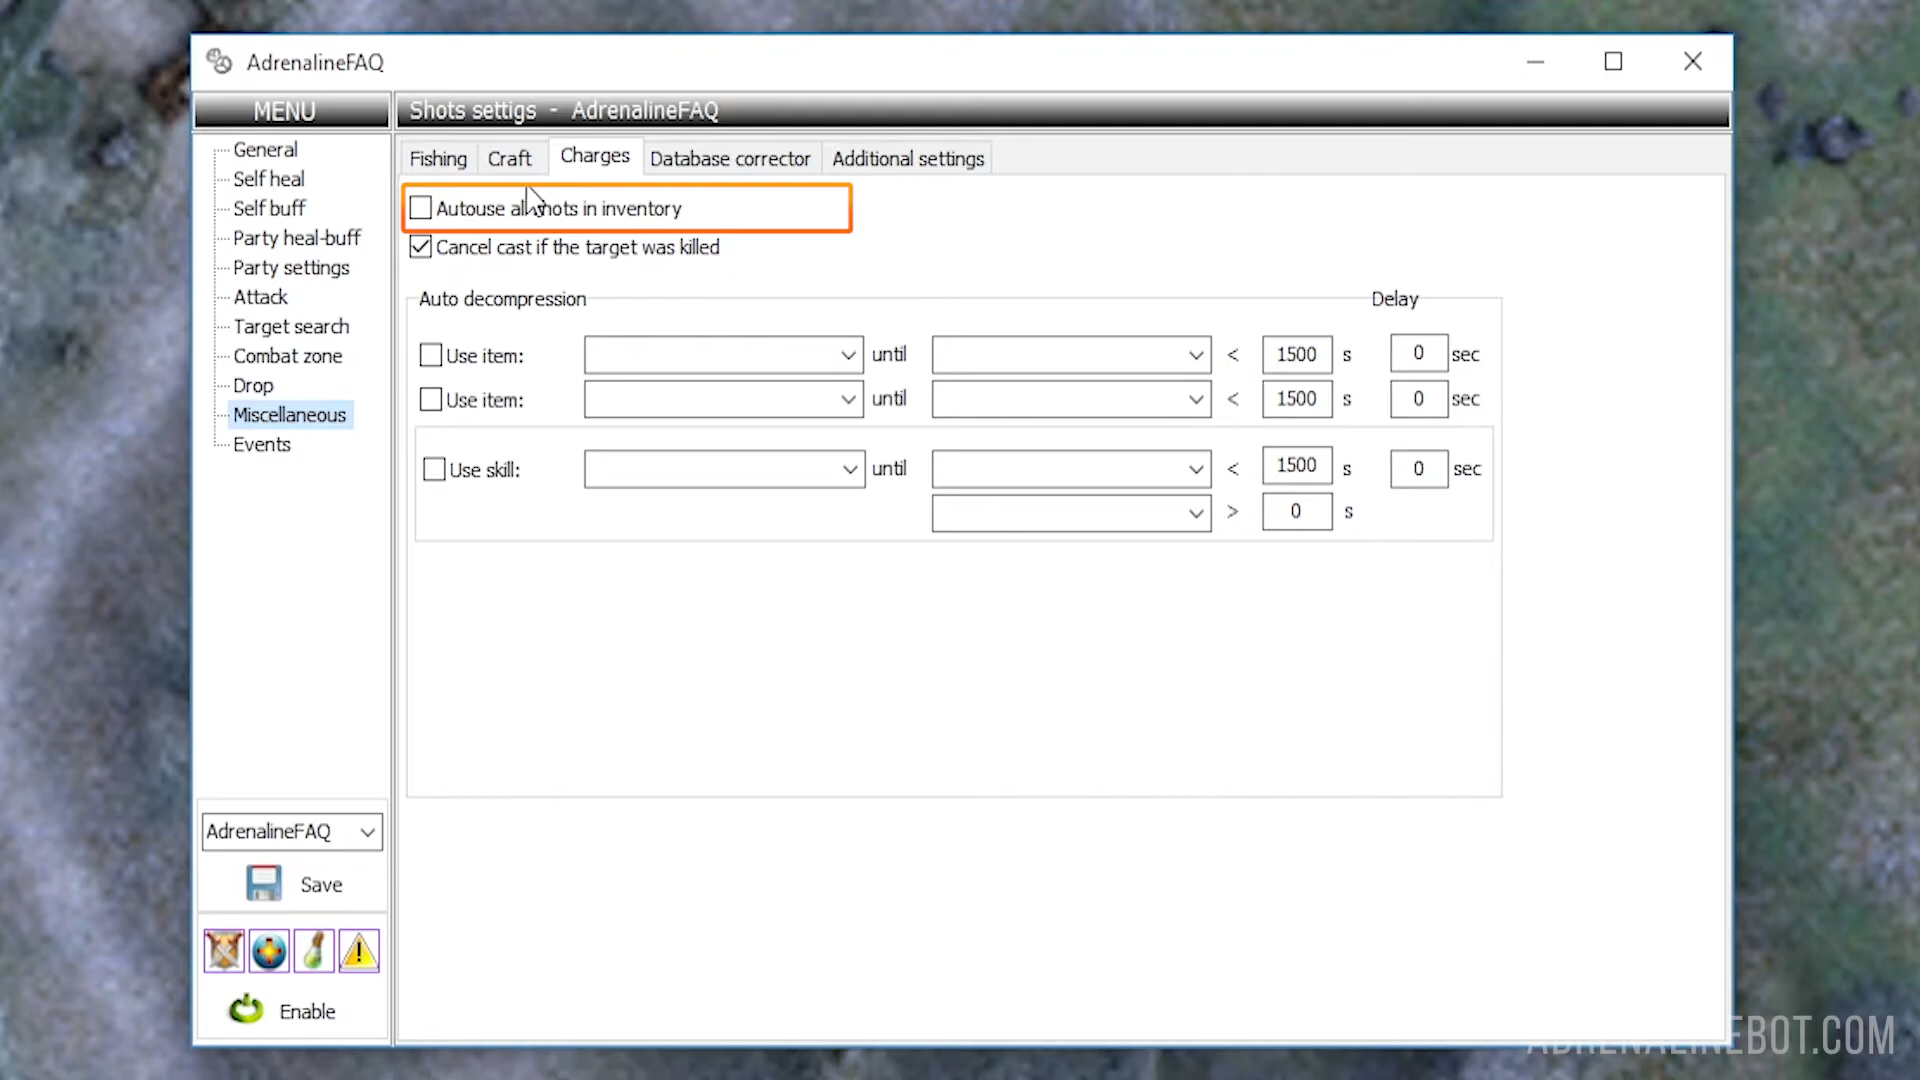 AdrenalineFAQ
MENU
Shots settigs - AdrenalineFAQ
General
Self heal
Self buff
Party heal-buff
Party settings
Attack
Target search
Combat zone
Drop
Miscellaneous
Events
Fishing Craft Charges Database corrector Additional settings
Autouse all shots in inventory
Cancel cast if the target was killed
Auto decompression Delay
Use item: until < 1500 s 0 sec
Use item: until < 1500 s 0 sec
Use skill: until < 1500 s 0 sec
> 0 s
AdrenalineFAQ
Save
Enable
ADRENALINEBOT.COM